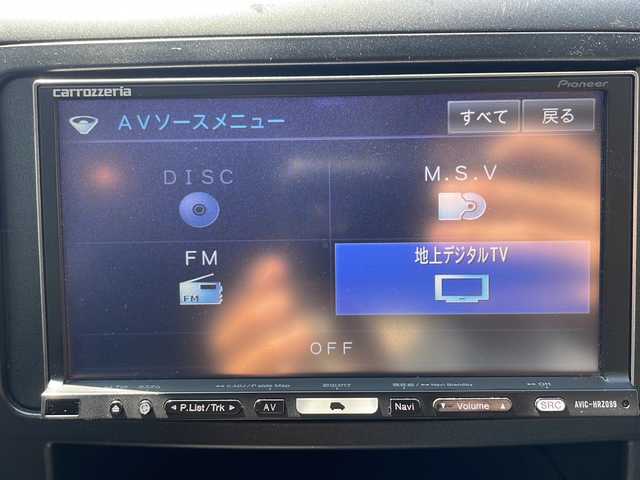 carrozzeria
Pioneer
AVソースメニュー
すべて
戻る
DISC
M.S.V
FM
地上デジタルTV
FM
OFF
P.List/Trk
AV
Navi
Volume
SRC
AVIC-HRZ099